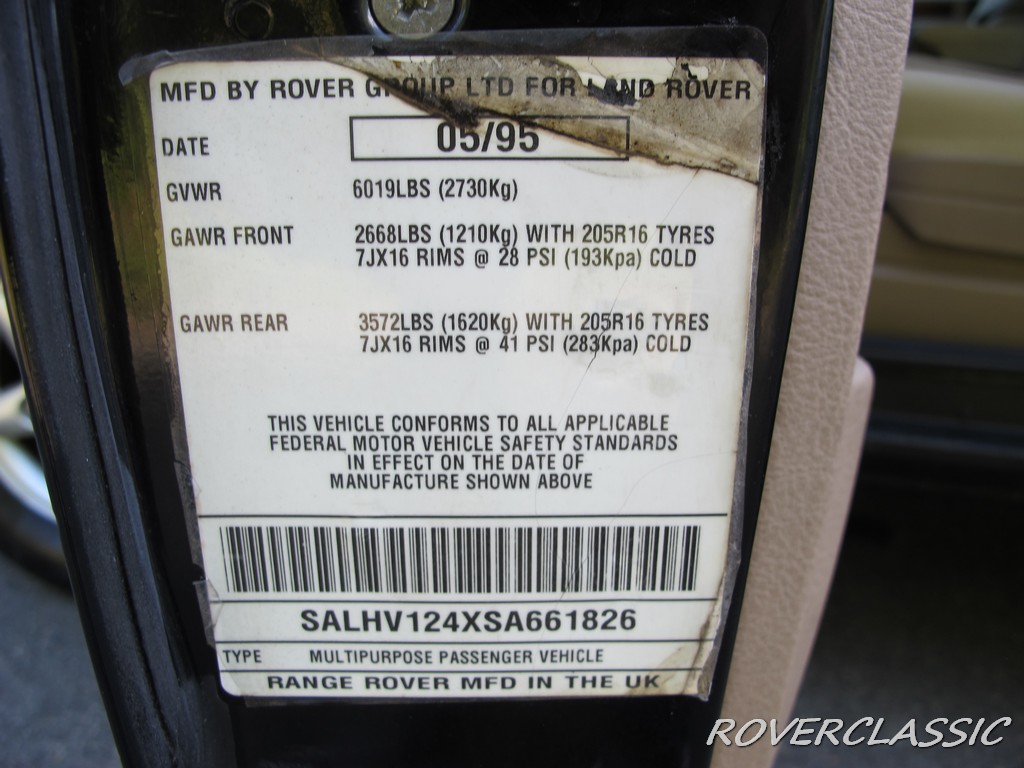 MFD BY ROVER GROUP LTD FOR LAND ROVER
DATE 05/95
GVWR 6019LBS (2730Kg)
GAWR FRONT 2668LBS (1210Kg) WITH 205R16 TYRES
7JX16 RIMS @ 28 PSI (193Kpa) COLD
GAWR REAR 3572LBS (1620Kg) WITH 205R16 TYRES
7JX16 RIMS @ 41 PSI (283Kpa) COLD
THIS VEHICLE CONFORMS TO ALL APPLICABLE
FEDERAL MOTOR VEHICLE SAFETY STANDARDS
IN EFFECT ON THE DATE OF
MANUFACTURE SHOWN ABOVE
SALHV124XSA661826
TYPE MULTIPURPOSE PASSENGER VEHICLE
RANGE ROVER MFD IN THE UK
ROVERCLASSIC